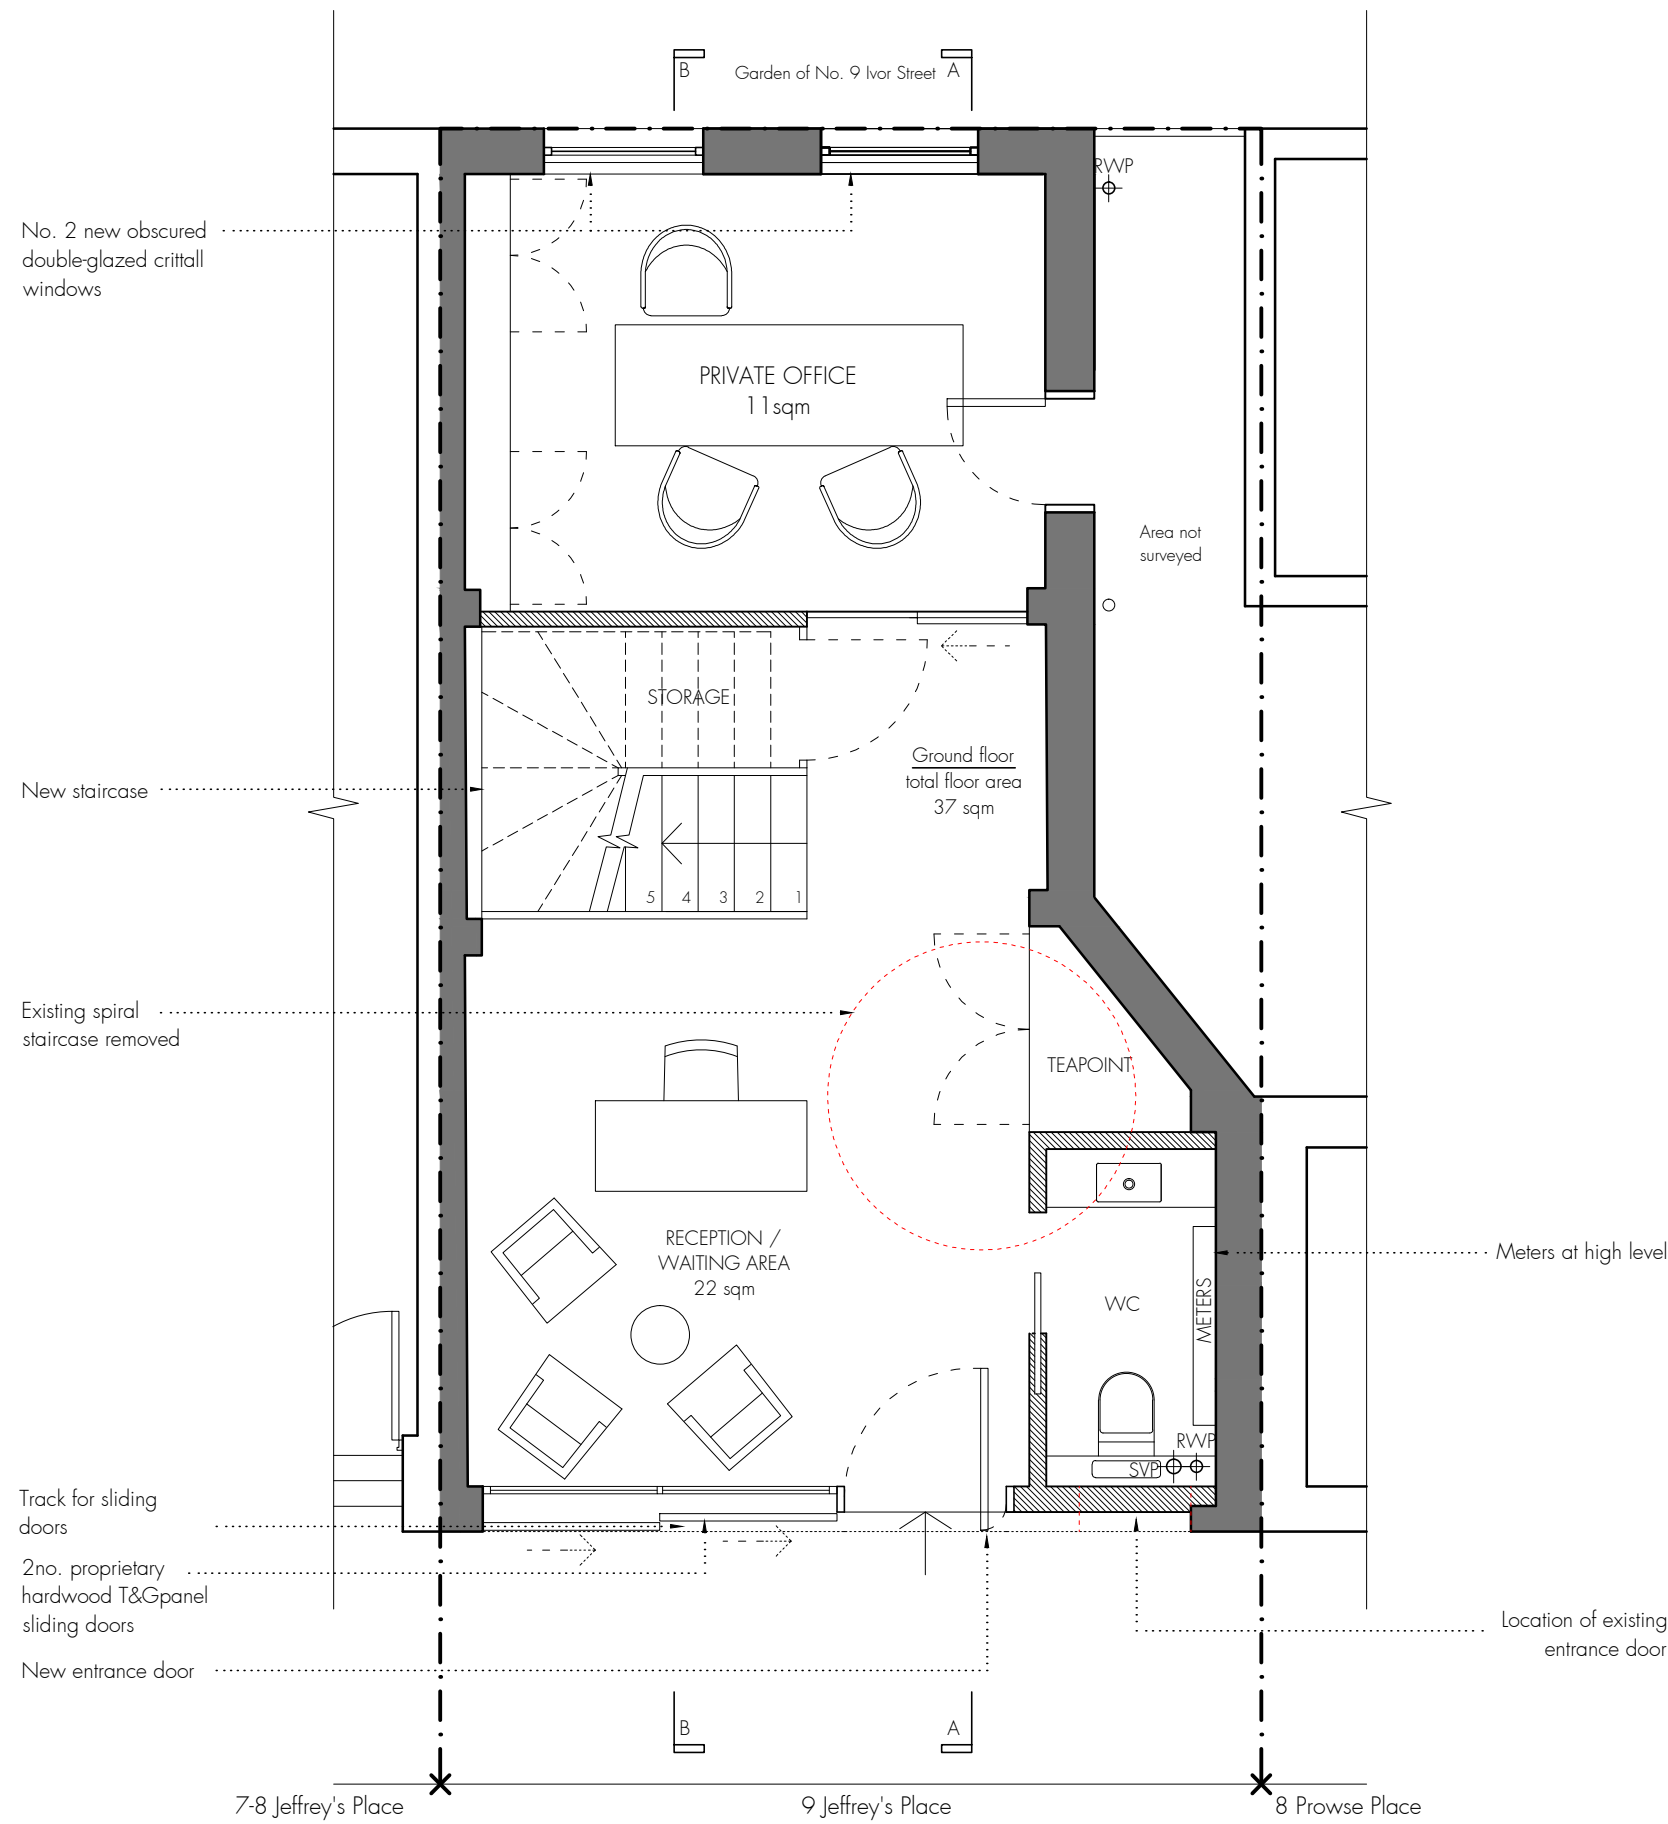 B
Garden of No. 9 Ivor Street
A
RWP
No. 2 new obscured
double-glazed crittall
windows
PRIVATE OFFICE
11sqm
Area not
surveyed
STORAGE
Ground floor
total floor area
37 sqm
New staircase
5 4 3 2 1
Existing spiral
staircase removed
TEAPOINT
RECEPTION /
WAITING AREA
22 sqm
Meters at high level
WC
METERS
RWP
SVP
Track for sliding
doors
2no. proprietary
hardwood T&Gpanel
sliding doors
New entrance door
Location of existing
entrance door
B
A
7-8 Jeffrey's Place
9 Jeffrey's Place
8 Prowse Place